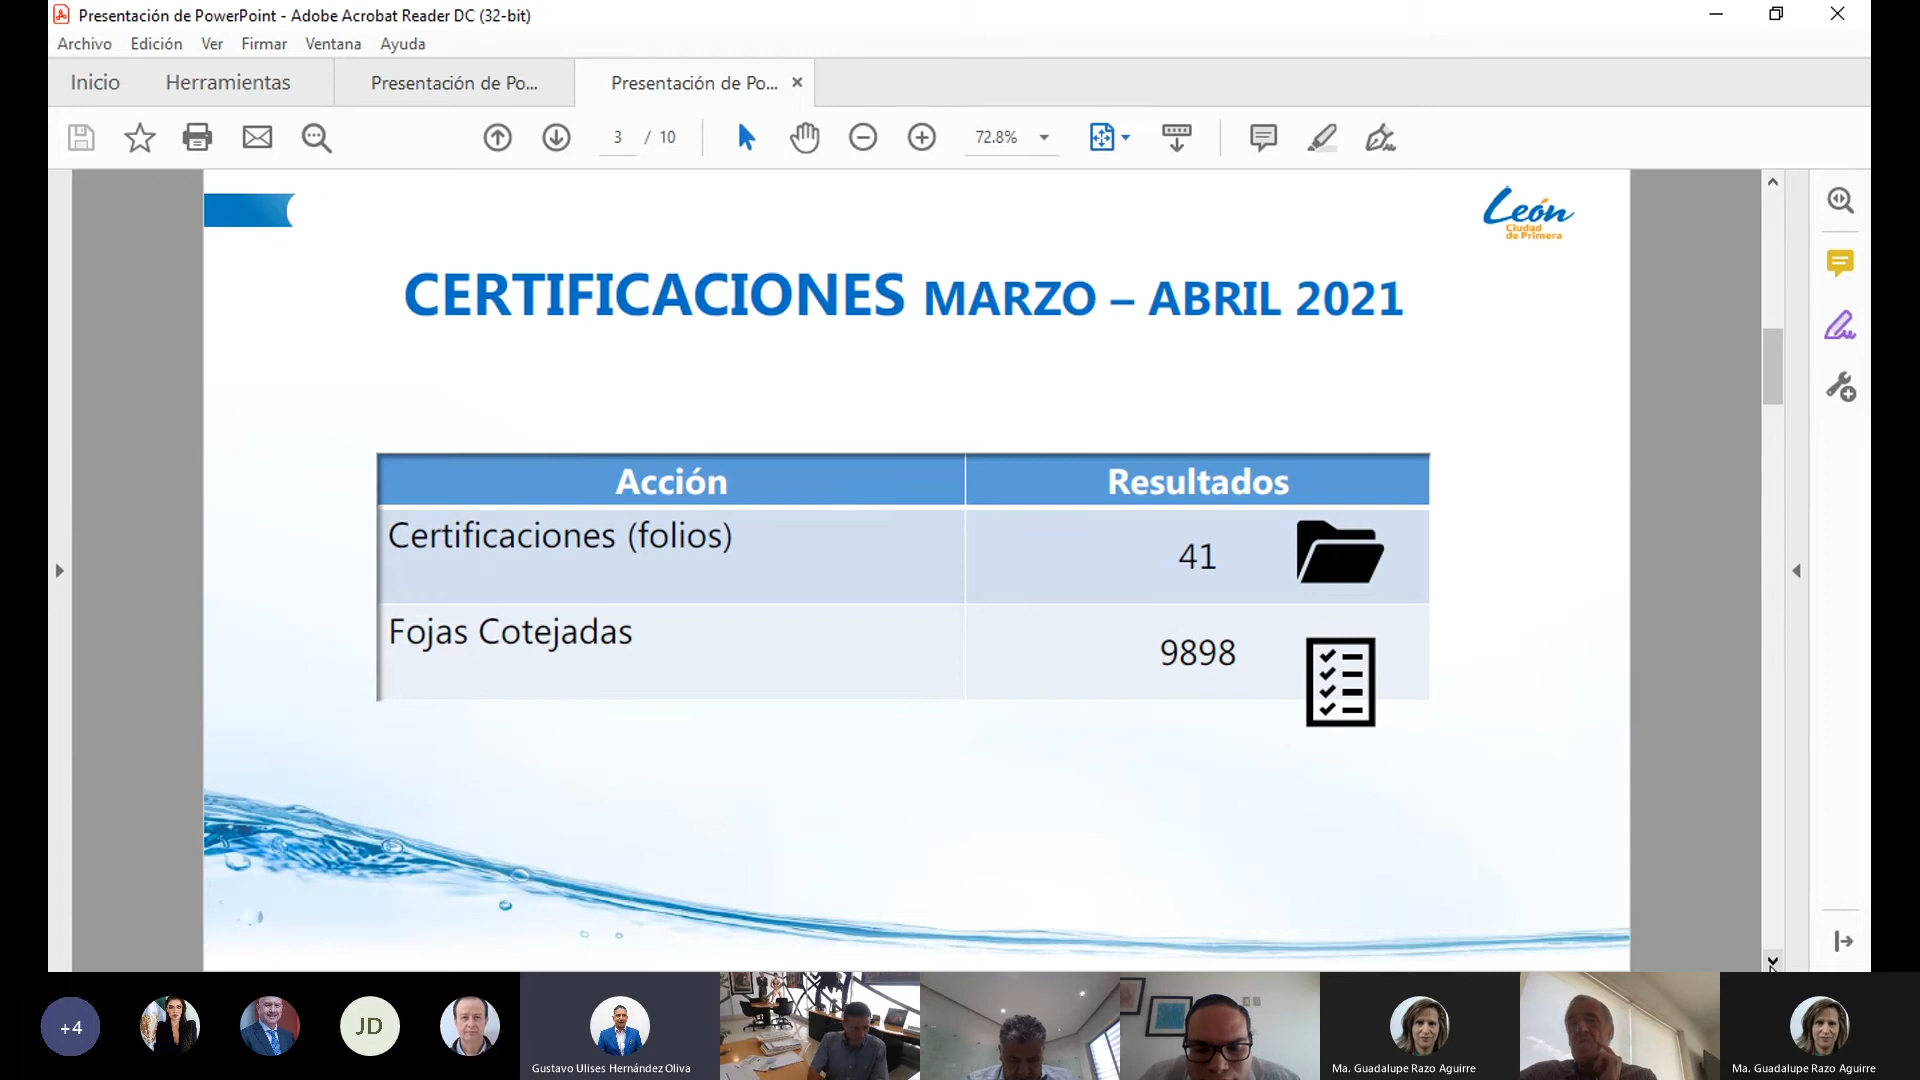 Presentación de PowerPoint - Adobe Acrobat Reader DC (32-bit)
Archivo Edición Ver Firmar Ventana Ayuda
Inicio Herramientas Presentación de Po... Presentación de Po...
3 / 10 72.8%
León
Ciudad
de Primera
CERTIFICACIONES MARZO – ABRIL 2021
Acción Resultados
Certificaciones (folios) 41
Fojas Cotejadas 9898
+4 JD
Gustavo Ulises Hernández Oliva Ma. Guadalupe Razo Aguirre Ma. Guadalupe Razo Aguirre